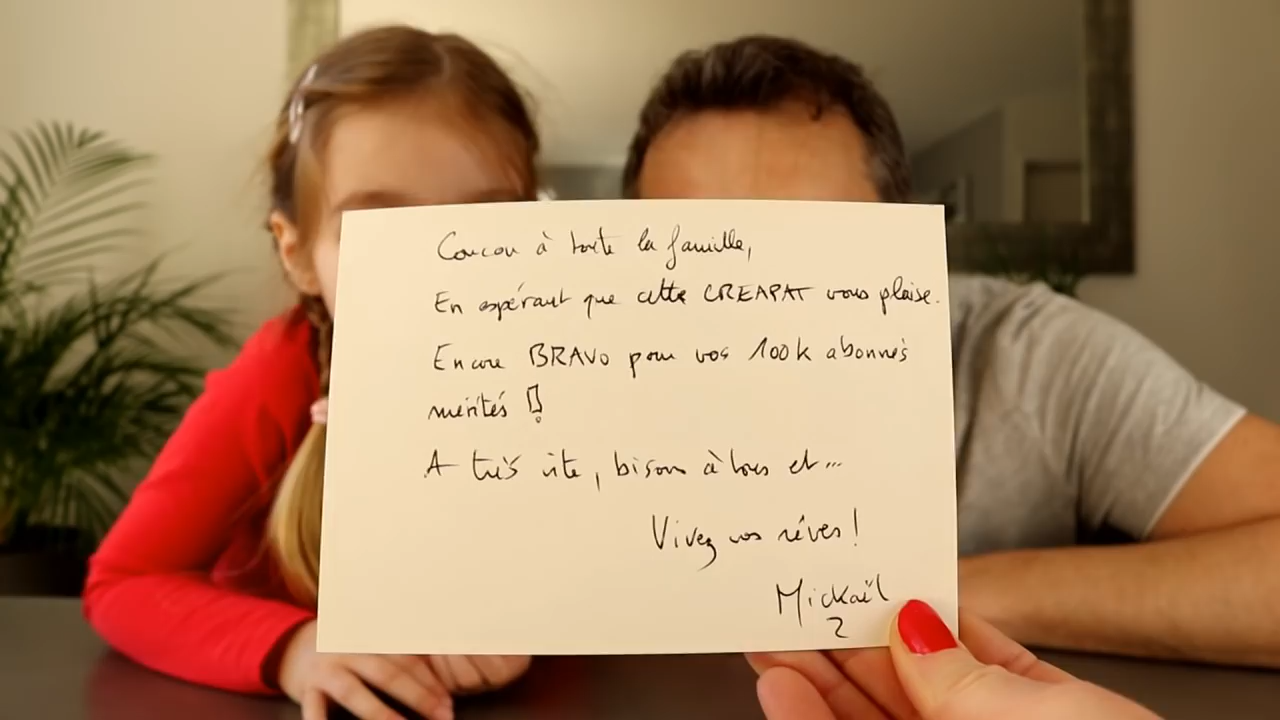 Coucou à toute la famille,
En espérant que cette CREAPAT vous plaise.
Encore BRAVO pour vos 100k abonnés
mérités !
A très vite, bisous à tous et...
Vivez vos rêves !
Mickaël